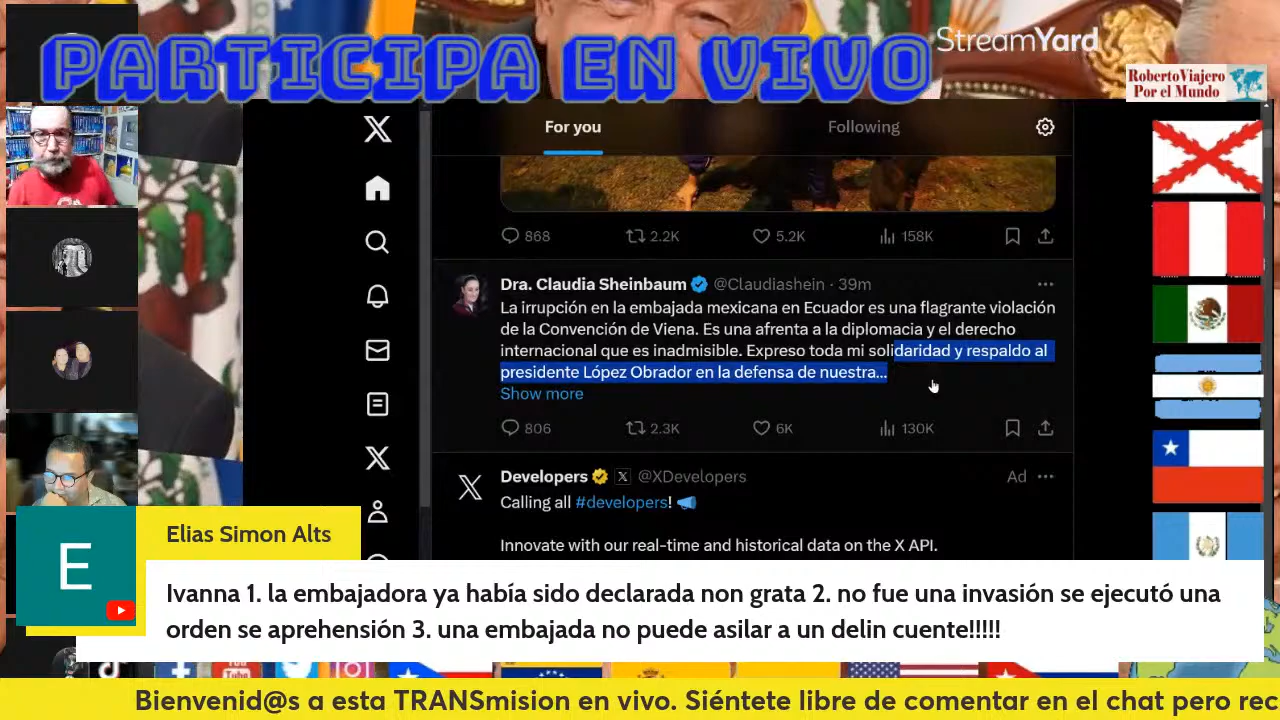 PARTICIPA EN VIVO
StreamYard
RobertoViajero
Por el Mundo
For you
Following
868
2.2K
5.2K
158K
Dra. Claudia Sheinbaum @Claudiashein · 39m
La irrupción en la embajada mexicana en Ecuador es una flagrante violación
de la Convención de Viena. Es una afrenta a la diplomacia y el derecho
internacional que es inadmisible. Expreso toda mi solidaridad y respaldo al
presidente López Obrador en la defensa de nuestra...
Show more
806
2.3K
6K
130K
Developers @XDevelopers
Ad
Calling all #developers!
Innovate with our real-time and historical data on the X API.
E
Elias Simon Alts
Ivanna 1. la embajadora ya había sido declarada non grata 2. no fue una invasión se ejecutó una
orden se aprehensión 3. una embajada no puede asilar a un delin cuente!!!!!
You
Tube
Bienvenid@s a esta TRANSmision en vivo. Siéntete libre de comentar en el chat pero rec